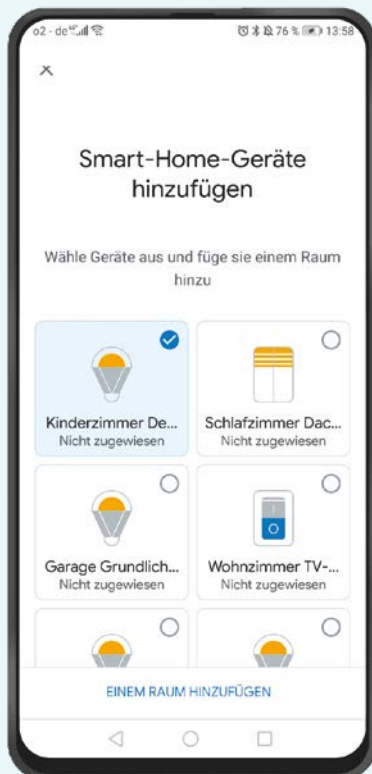 o2 - de 76 % 13:58
Smart-Home-Geräte
hinzufügen
Wähle Geräte aus und füge sie einem Raum
hinzu
Kinderzimmer De...
Nicht zugewiesen
Schlafzimmer Dac...
Nicht zugewiesen
Garage Grundlich...
Nicht zugewiesen
Wohnzimmer TV-...
Nicht zugewiesen
EINEM RAUM HINZUFÜGEN